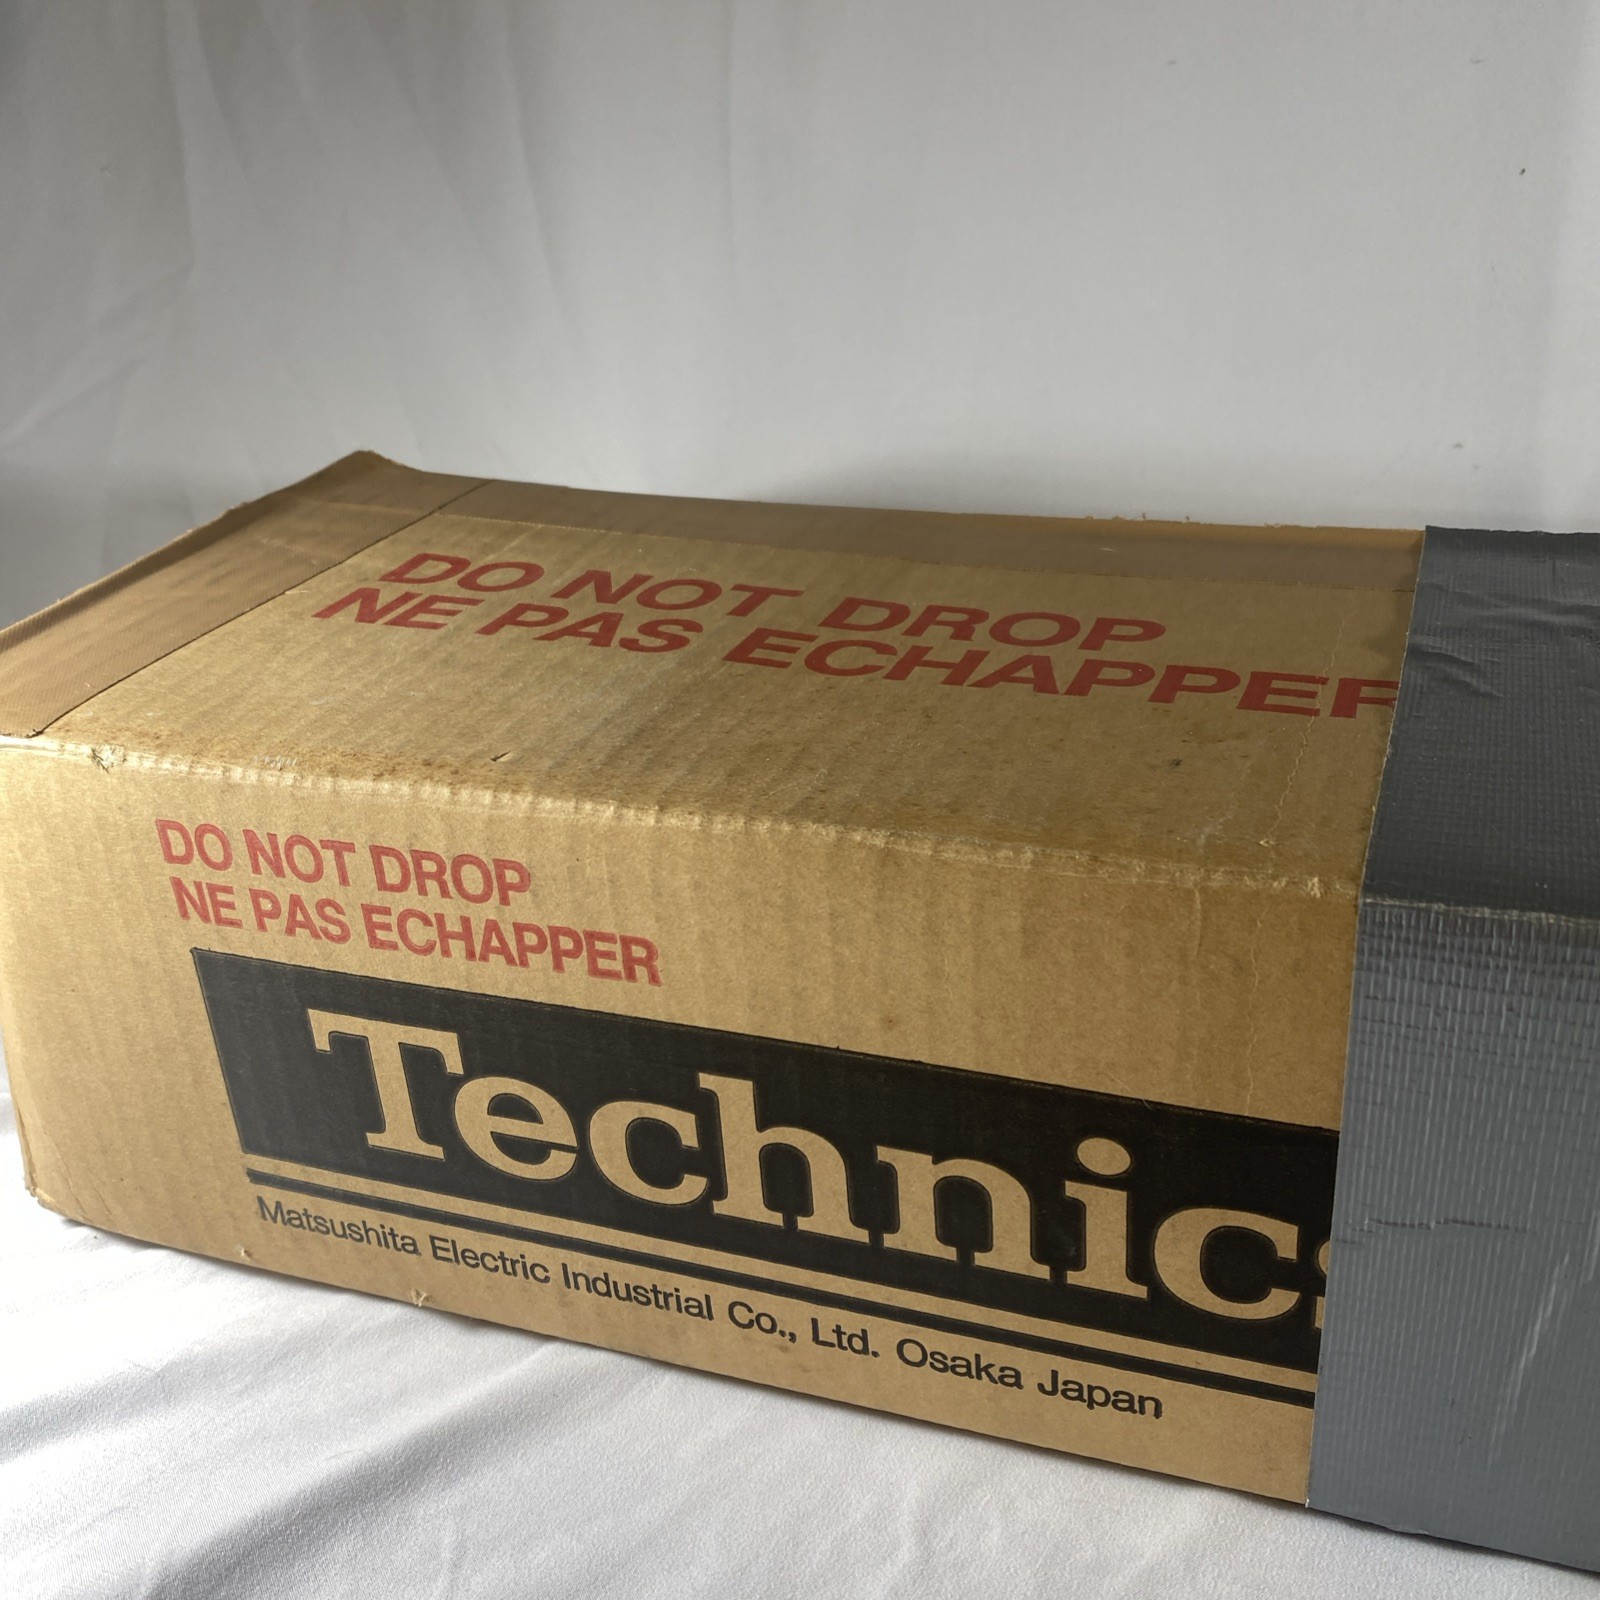 DO NOT DROP
NE PAS ECHAPPER
DO NOT DROP
NE PAS ECHAPPER
Technics
Matsushita Electric Industrial Co., Ltd. Osaka Japan